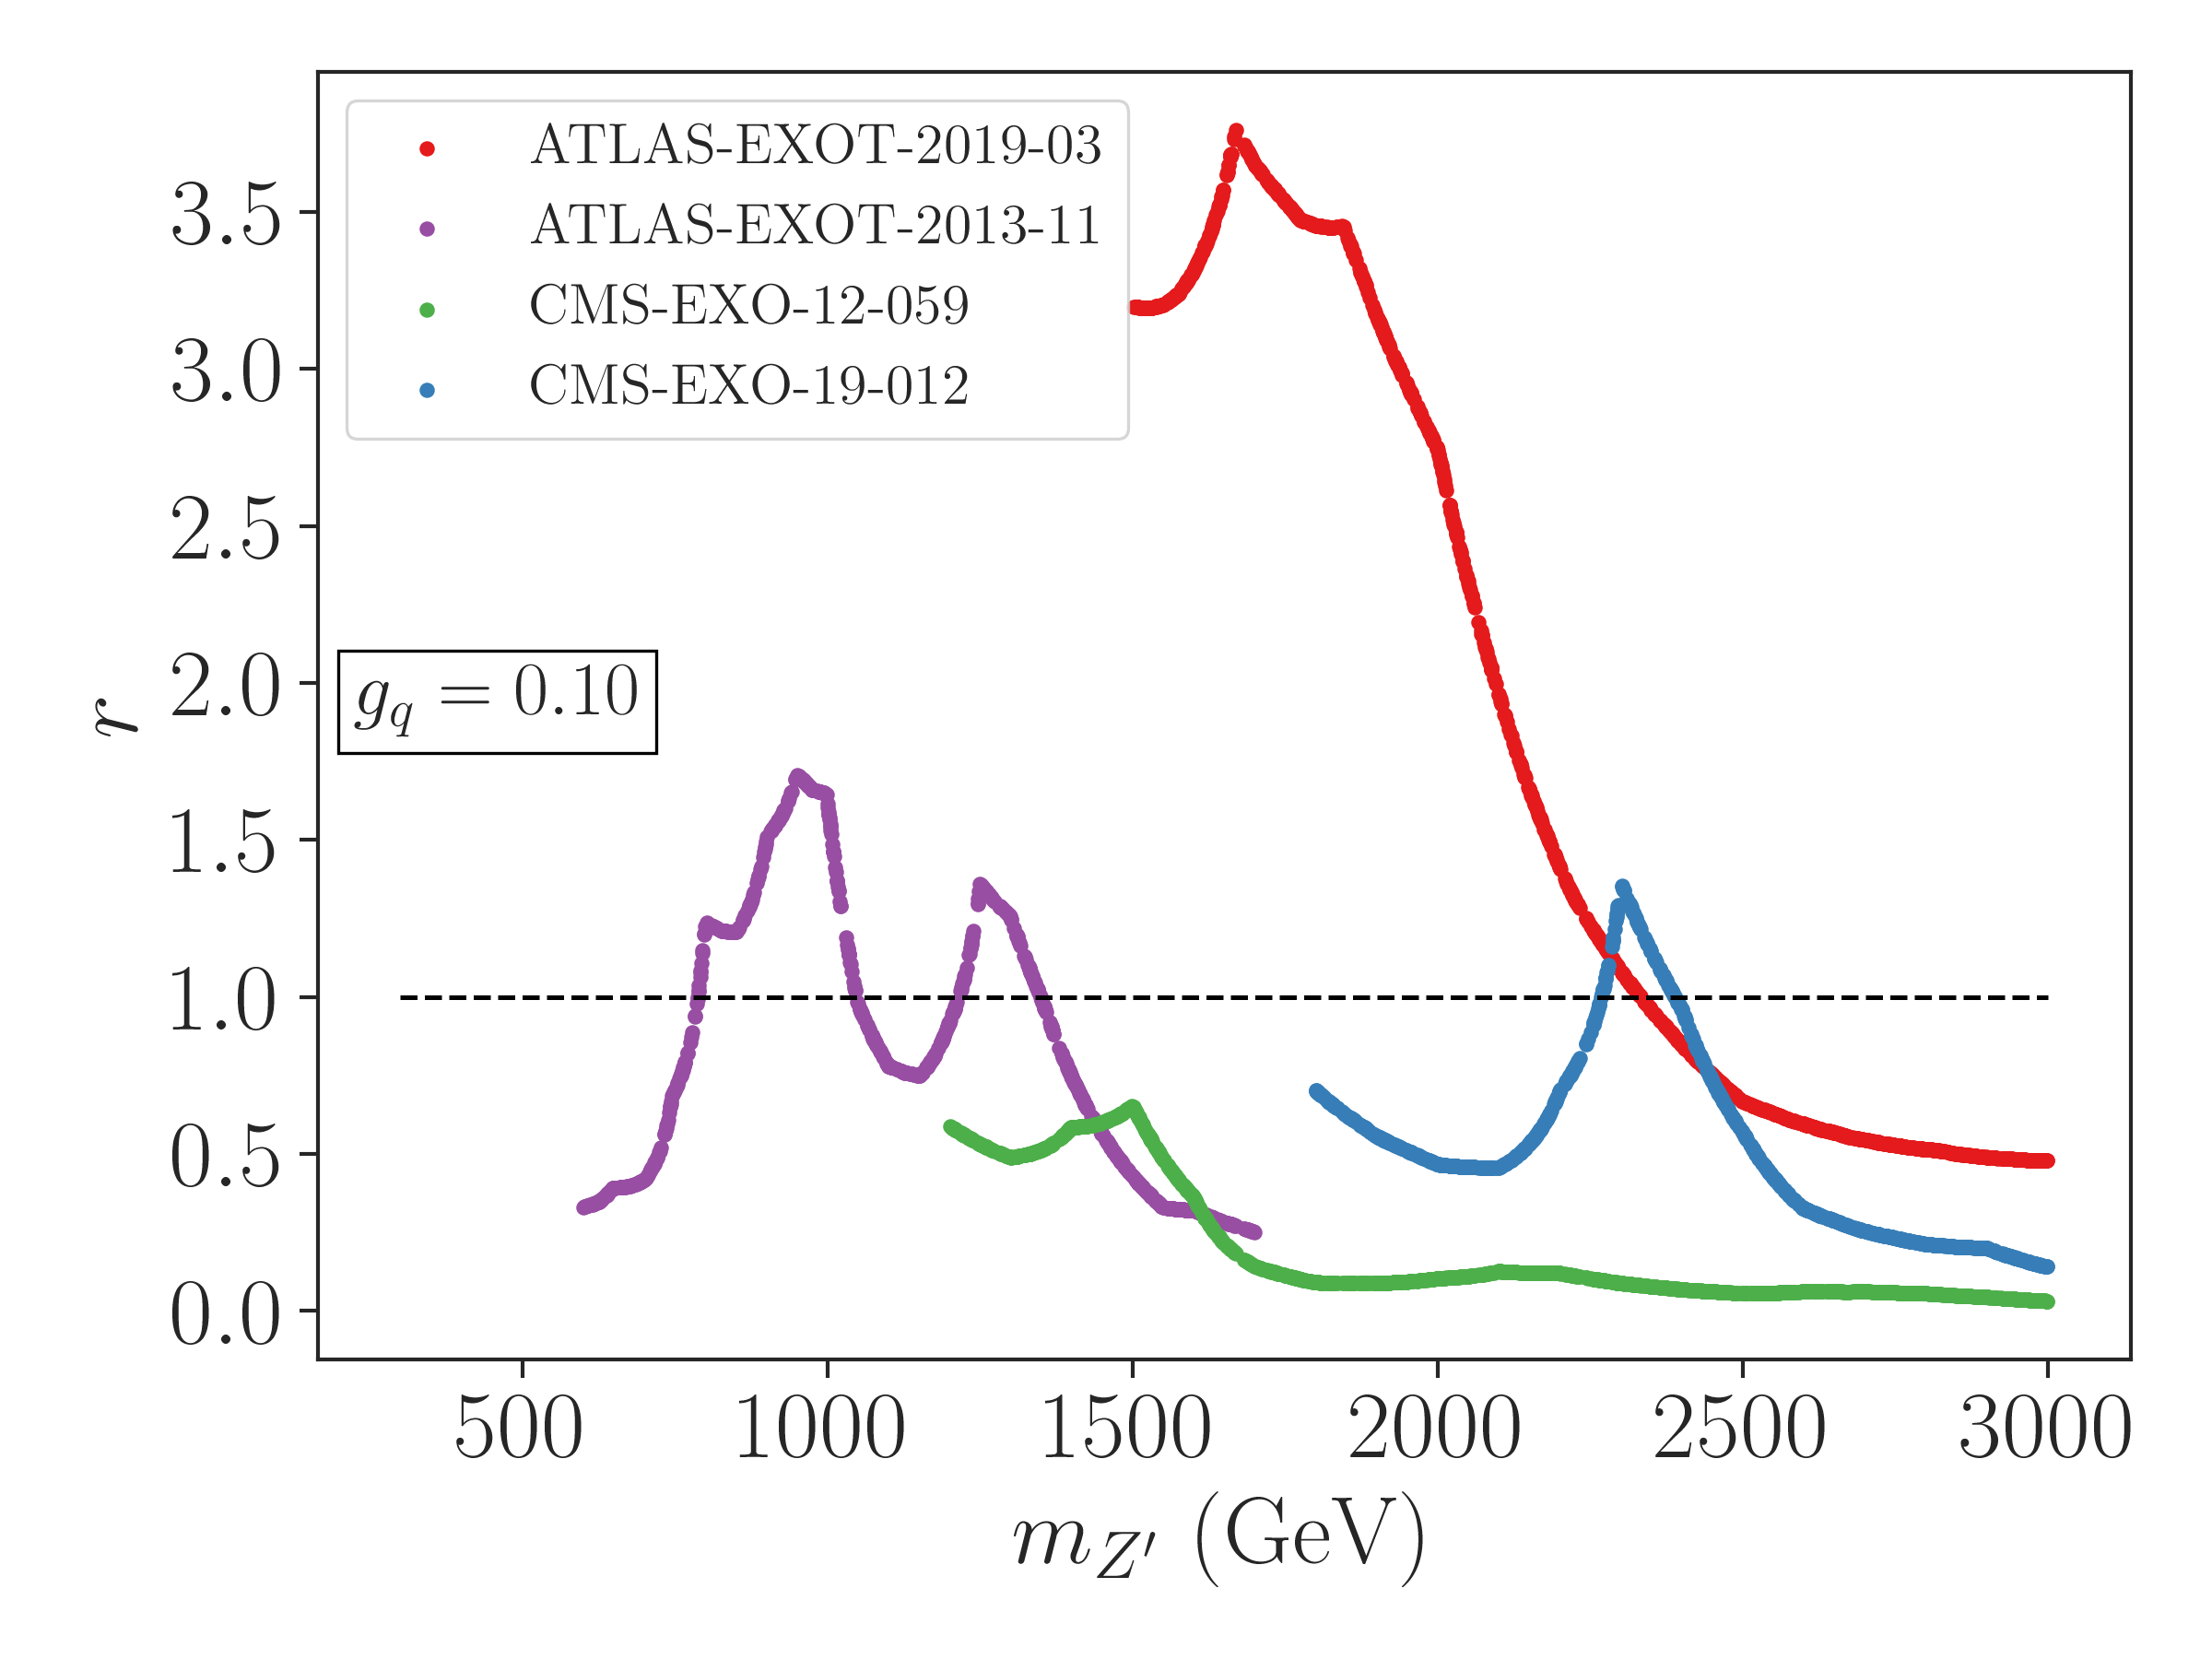 ATLAS-EXOT-2019-03
ATLAS-EXOT-2013-11
CMS-EXO-12-059
CMS-EXO-19-012
g_q = 0.10
r
3.5
3.0
2.5
2.0
1.5
1.0
0.5
0.0
500 1000 1500 2000 2500 3000
m_{Z′} (GeV)